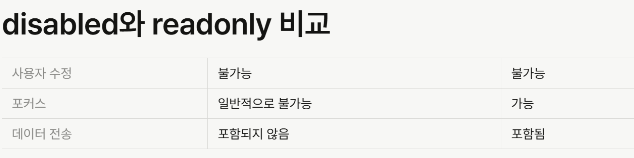 disabled와 readonly 비교
사용자 수정 불가능 불가능
포커스 일반적으로 불가능 가능
데이터 전송 포함되지 않음 포함됨